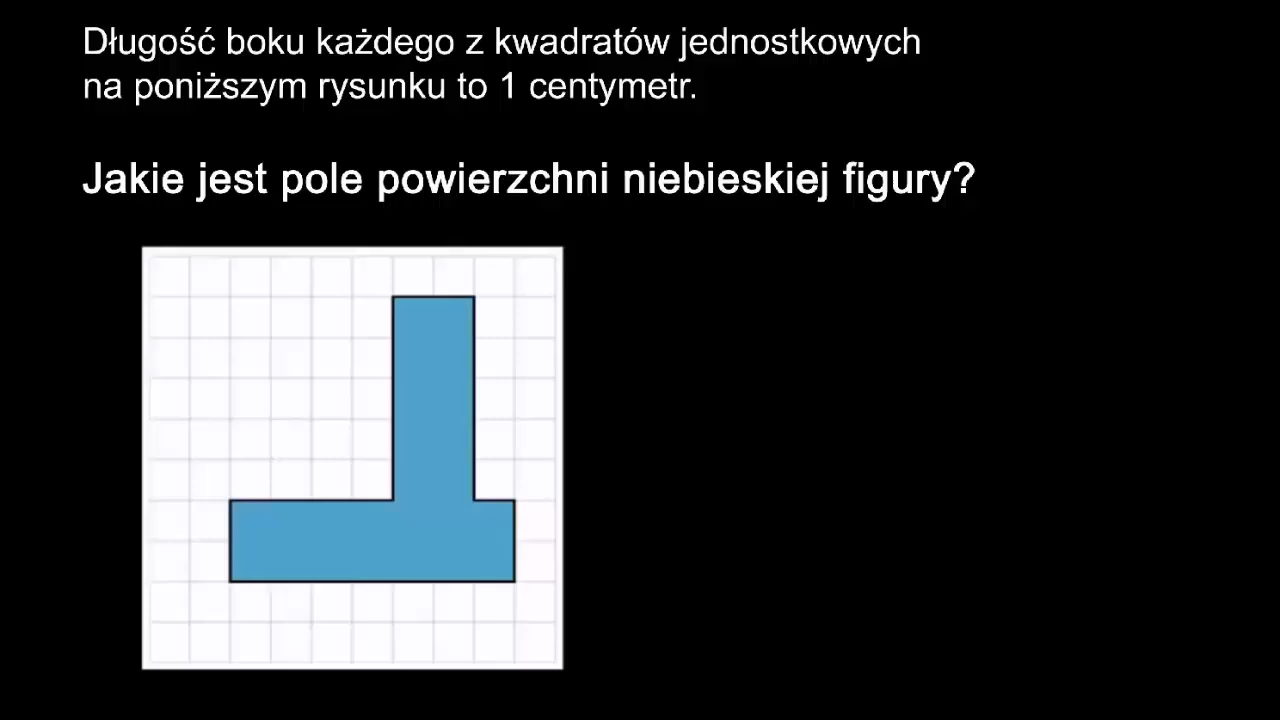 Długość boku każdego z kwadratów jednostkowych
na poniższym rysunku to 1 centymetr.
Jakie jest pole powierzchni niebieskiej figury?